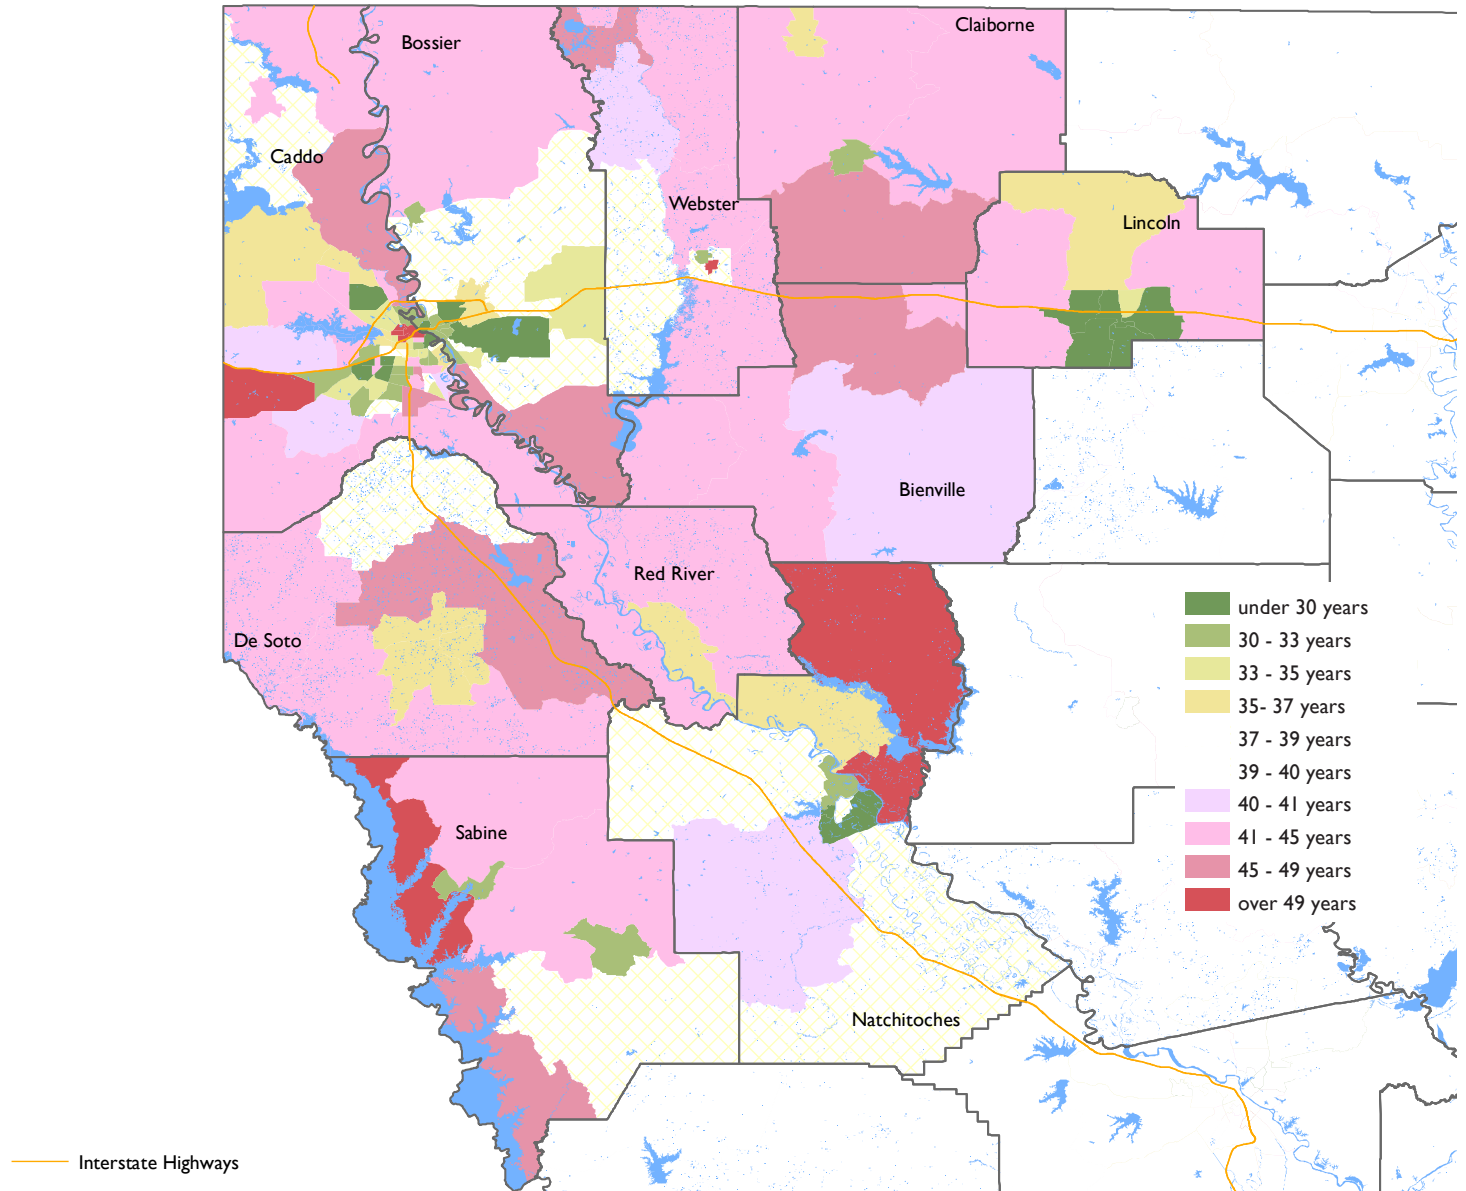 Claiborne
Bossier
Caddo
Webster
Lincoln
Bienville
Red River
De Soto
under 30 years
30 - 33 years
33 - 35 years
35- 37 years
37 - 39 years
39 - 40 years
40 - 41 years
41 - 45 years
45 - 49 years
over 49 years
Sabine
Natchitoches
Interstate Highways